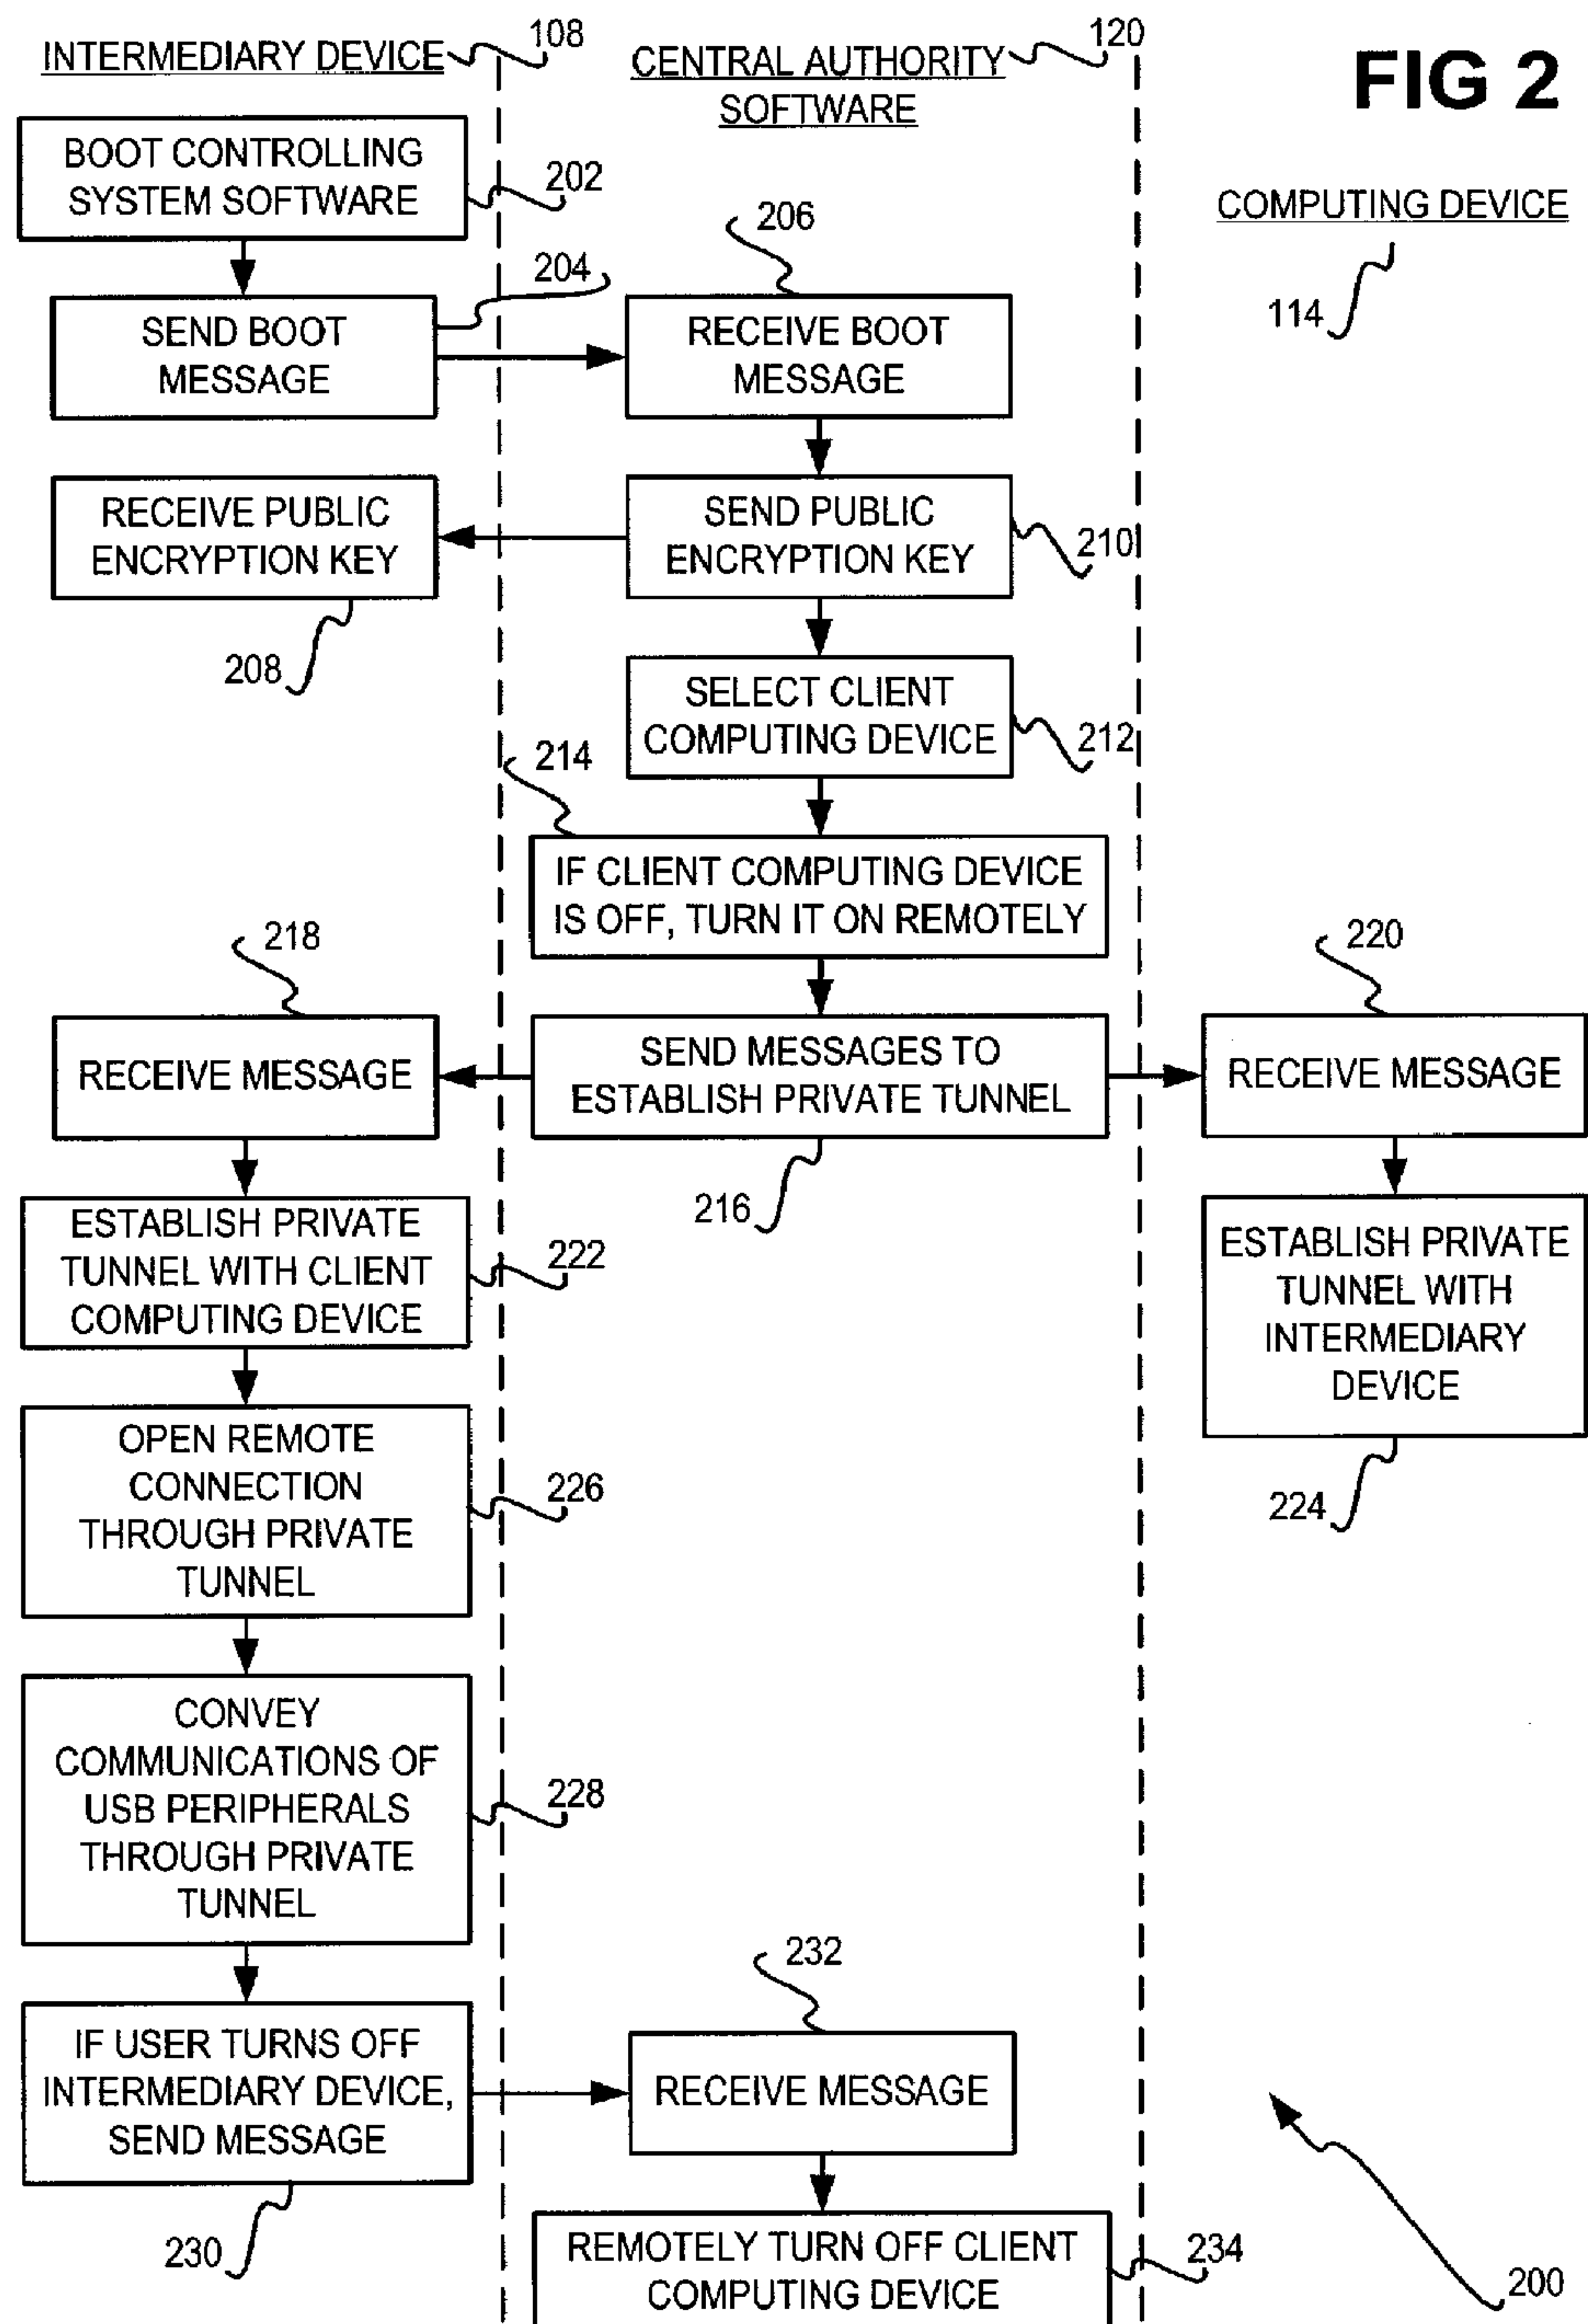 INTERMEDIARY DEVICE
108
CENTRAL AUTHORITY
SOFTWARE
120
FIG 2
COMPUTING DEVICE
114
BOOT CONTROLLING
SYSTEM SOFTWARE
202
206
204
SEND BOOT
MESSAGE
RECEIVE BOOT
MESSAGE
RECEIVE PUBLIC
ENCRYPTION KEY
208
SEND PUBLIC
ENCRYPTION KEY
210
SELECT CLIENT
COMPUTING DEVICE
212
214
IF CLIENT COMPUTING DEVICE
IS OFF, TURN IT ON REMOTELY
218
220
RECEIVE MESSAGE
SEND MESSAGES TO
ESTABLISH PRIVATE TUNNEL
216
RECEIVE MESSAGE
ESTABLISH PRIVATE
TUNNEL WITH CLIENT
COMPUTING DEVICE
222
ESTABLISH PRIVATE
TUNNEL WITH
INTERMEDIARY
DEVICE
224
OPEN REMOTE
CONNECTION
THROUGH PRIVATE
TUNNEL
226
CONVEY
COMMUNICATIONS OF
USB PERIPHERALS
THROUGH PRIVATE
TUNNEL
228
232
IF USER TURNS OFF
INTERMEDIARY DEVICE,
SEND MESSAGE
230
RECEIVE MESSAGE
REMOTELY TURN OFF CLIENT
COMPUTING DEVICE
234
200